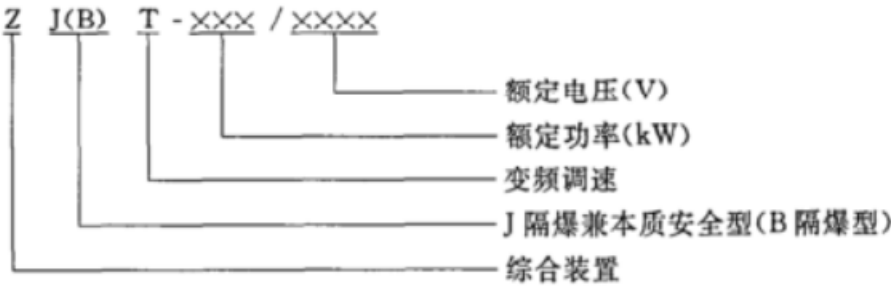 Z J(B) T-×××/××××
额定电压(V)
额定功率(kW)
变频调速
J 隔爆兼本质安全型(B 隔爆型)
综合装置